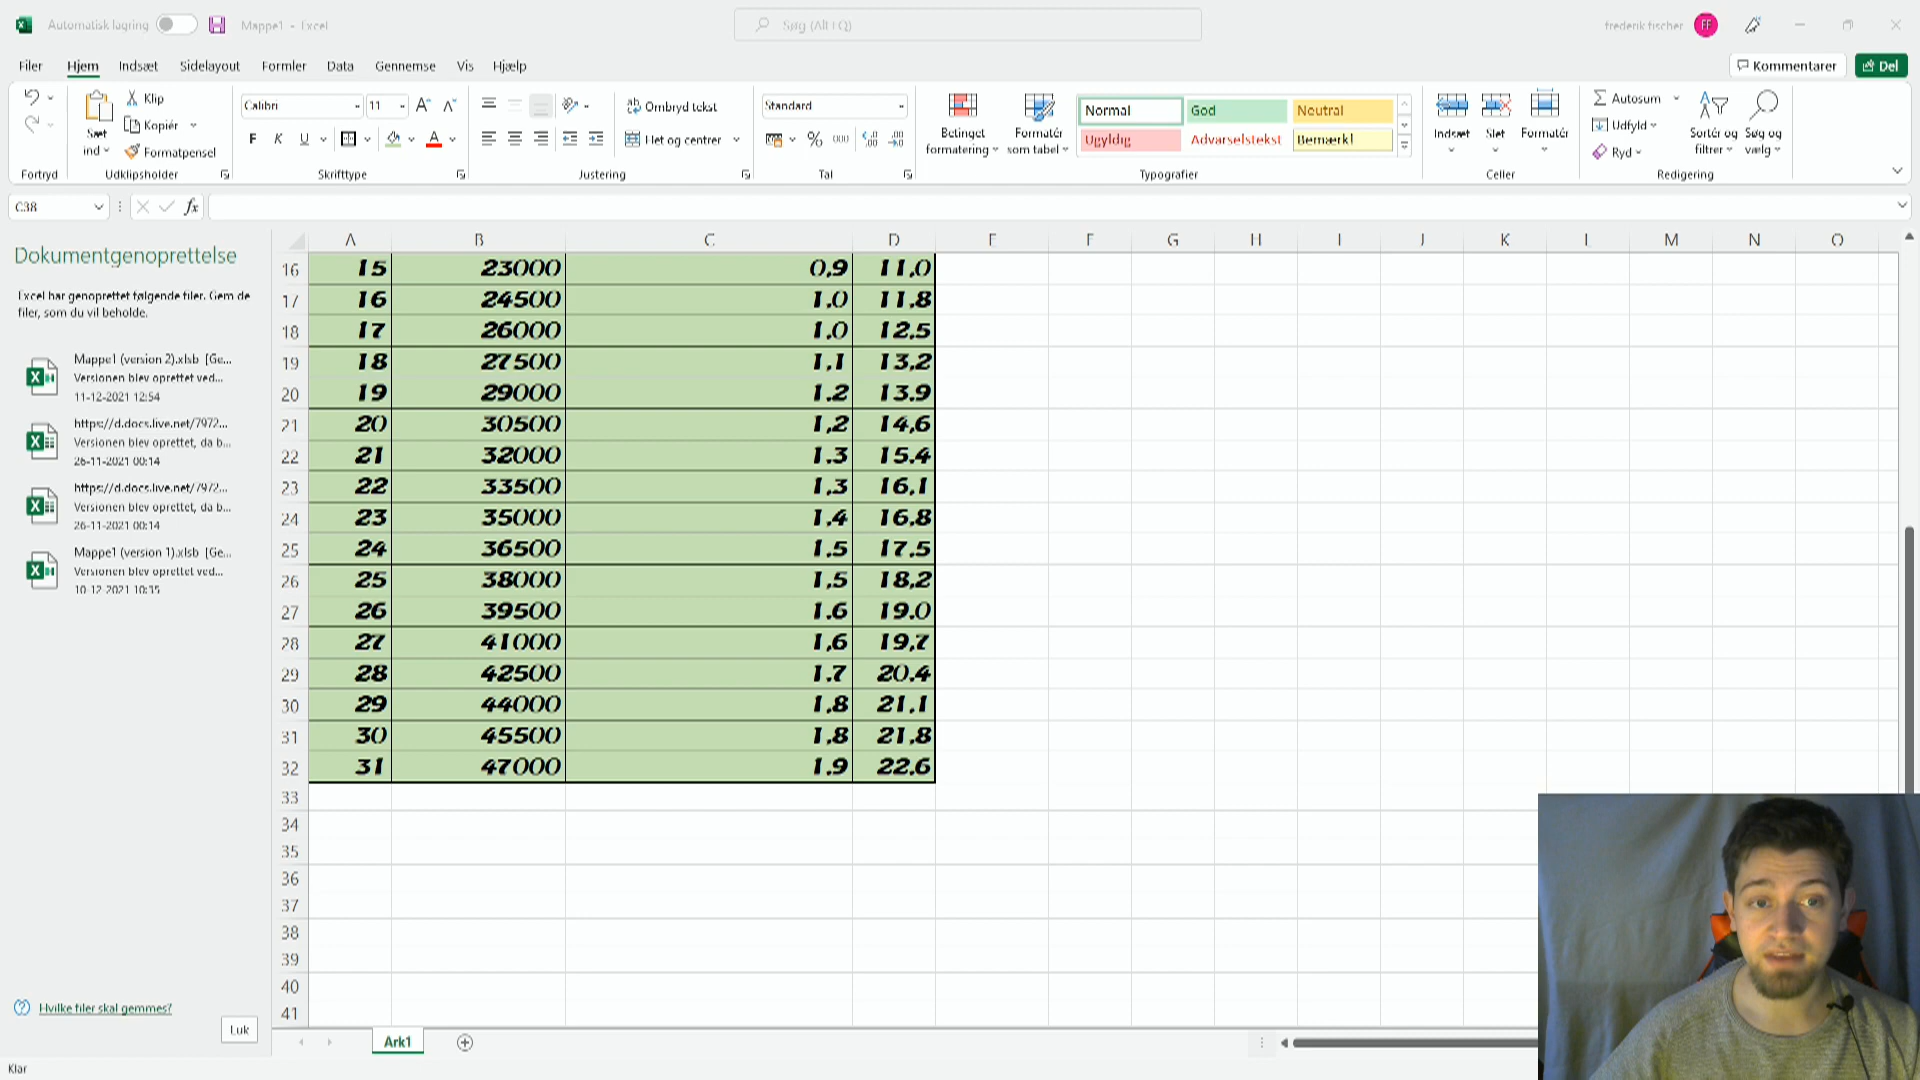 Automatisk lagring
Mappe1 - Excel
Søg (Alt+Q)
frederik fischer
FF
Filer
Hjem
Indsæt
Sidelayout
Formler
Data
Gennemse
Vis
Hjælp
Kommentarer
Del
Sæt
ind
Klip
Kopiér
Formatpensel
Calibri
11
F
K
U
Ombryd tekst
Flet og centrer
Standard
%
000
Betinget
formatering
Formatér
som tabel
Normal
God
Neutral
Ugyldig
Advarselstekst
Bemærk!
Indsæt
Slet
Formatér
Autosum
Udfyld
Ryd
Sortér og
filtrer
Søg og
vælg
Fortryd
Udklipsholder
Skrifttype
Justering
Tal
Typografier
Celler
Redigering
C38
fx
Dokumentgenoprettelse
Excel har genoprettet følgende filer. Gem de
filer, som du vil beholde.
Mappe1 (version 2).xlsb [Ge...
Versionen blev oprettet ved...
11-12-2021 12:54
https://d.docs.live.net/7972...
Versionen blev oprettet, da b...
26-11-2021 00:14
https://d.docs.live.net/7972...
Versionen blev oprettet, da b...
26-11-2021 00:14
Mappe1 (version 1).xlsb [Ge...
Versionen blev oprettet ved...
10-12-2021 10:35
Hvilke filer skal gemmes?
Luk
A B C D E F G H I J K L M N O
16 15 23000 0,9 11,0
17 16 24500 1,0 11,8
18 17 26000 1,0 12,5
19 18 27500 1,1 13,2
20 19 29000 1,2 13,9
21 20 30500 1,2 14,6
22 21 32000 1,3 15,4
23 22 33500 1,3 16,1
24 23 35000 1,4 16,8
25 24 36500 1,5 17,5
26 25 38000 1,5 18,2
27 26 39500 1,6 19,0
28 27 41000 1,6 19,7
29 28 42500 1,7 20,4
30 29 44000 1,8 21,1
31 30 45500 1,8 21,8
32 31 47000 1,9 22,6
33
34
35
36
37
38
39
40
41
Ark1
Klar